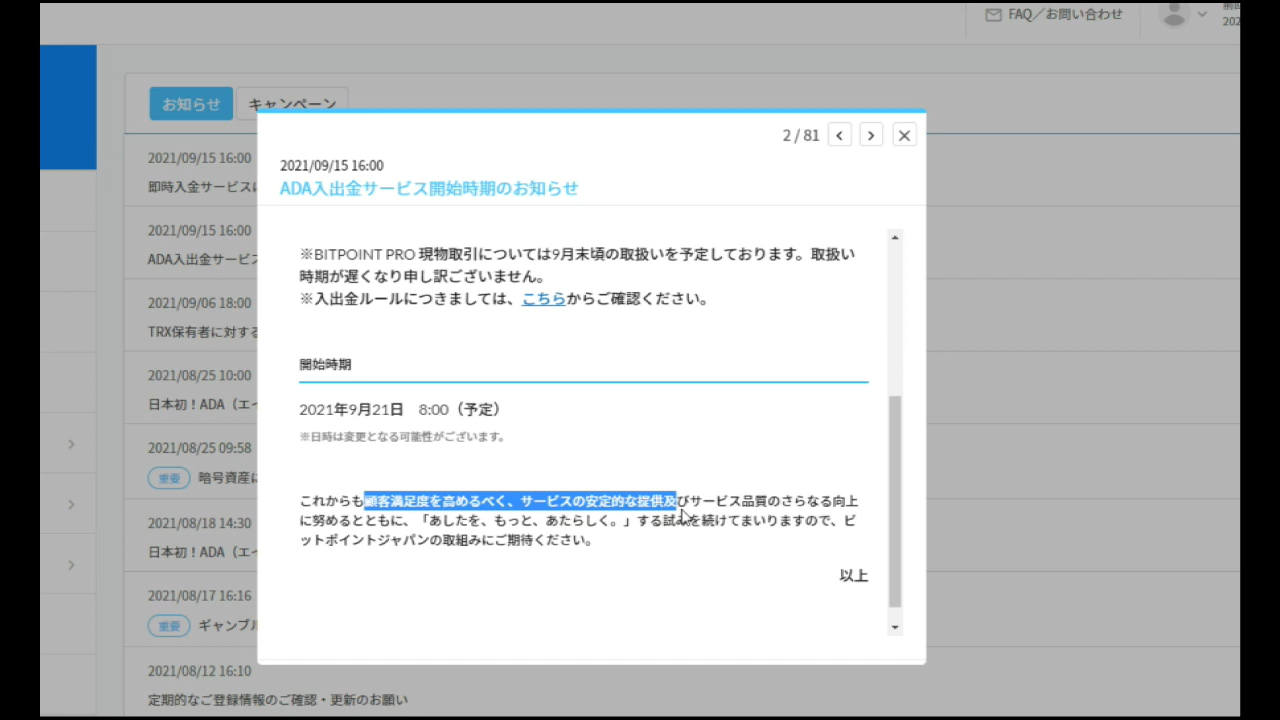 FAQ／お問い合わせ
202
お知らせ
キャンペーン
2021/09/15 16:00
即時入金サービス
2021/09/15 16:00
ADA入出金サービ
2021/09/06 18:00
TRX保有者に対する
2021/08/25 10:00
日本初！ADA（エイ
2021/08/25 09:58
重要 暗号資産に
2021/08/18 14:30
日本初！ADA（エイ
2021/08/17 16:16
重要 ギャンブル
2021/08/12 16:10
定期的なご登録情報のご確認・更新のお願い
2 / 81
2021/09/15 16:00
ADA入出金サービス開始時期のお知らせ
※BITPOINT PRO 現物取引については9月末頃の取扱いを予定しております。取扱い
時期が遅くなり申し訳ございません。
※入出金ルールにつきましては、こちらからご確認ください。
開始時期
2021年9月21日　8:00（予定）
※日時は変更となる可能性がございます。
これからも顧客満足度を高めるべく、サービスの安定的な提供及びサービス品質のさらなる向上
に努めるとともに、「あしたを、もっと、あたらしく。」する試みを続けてまいりますので、ビ
ットポイントジャパンの取組みにご期待ください。
以上